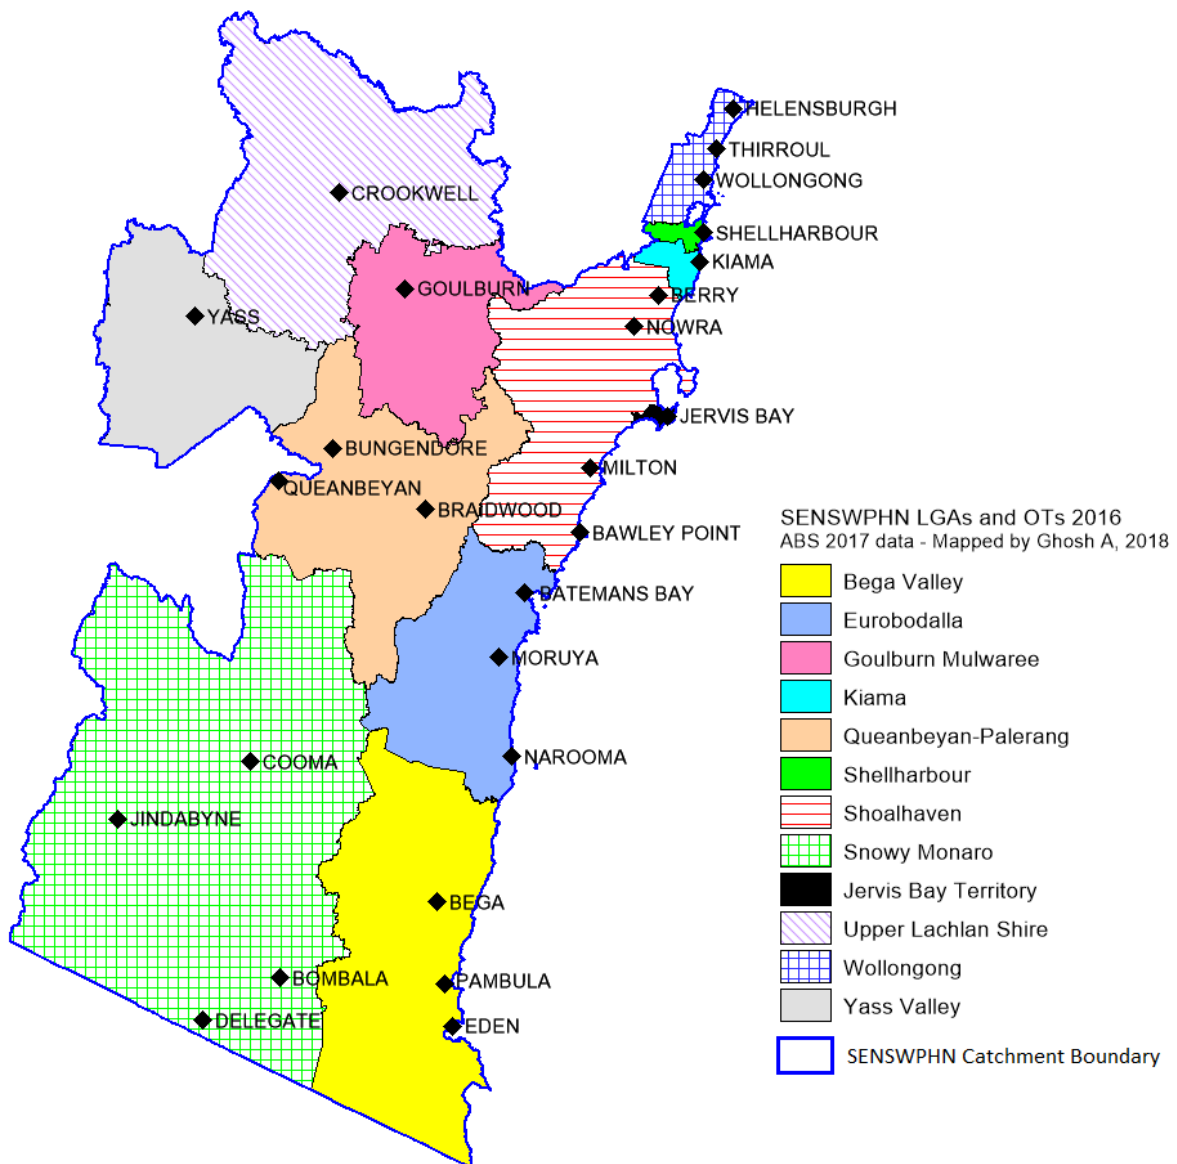 HELENSBURGH
THIRROUL
WOLLONGONG
CROOKWELL
SHELLHARBOUR
KIAMA
GOULBURN
BERRY
YASS
NOWRA
JERVIS BAY
BUNGENDORE
MILTON
QUEANBEYAN
BRAIDWOOD
BAWLEY POINT
BATEMANS BAY
MORUYA
NAROOMA
COOMA
JINDABYNE
BEGA
BOMBALA
PAMBULA
DELEGATE
EDEN
SENSWPHN LGAs and OTs 2016
ABS 2017 data - Mapped by Ghosh A, 2018
Bega Valley
Eurobodalla
Goulburn Mulwaree
Kiama
Queanbeyan-Palerang
Shellharbour
Shoalhaven
Snowy Monaro
Jervis Bay Territory
Upper Lachlan Shire
Wollongong
Yass Valley
SENSWPHN Catchment Boundary